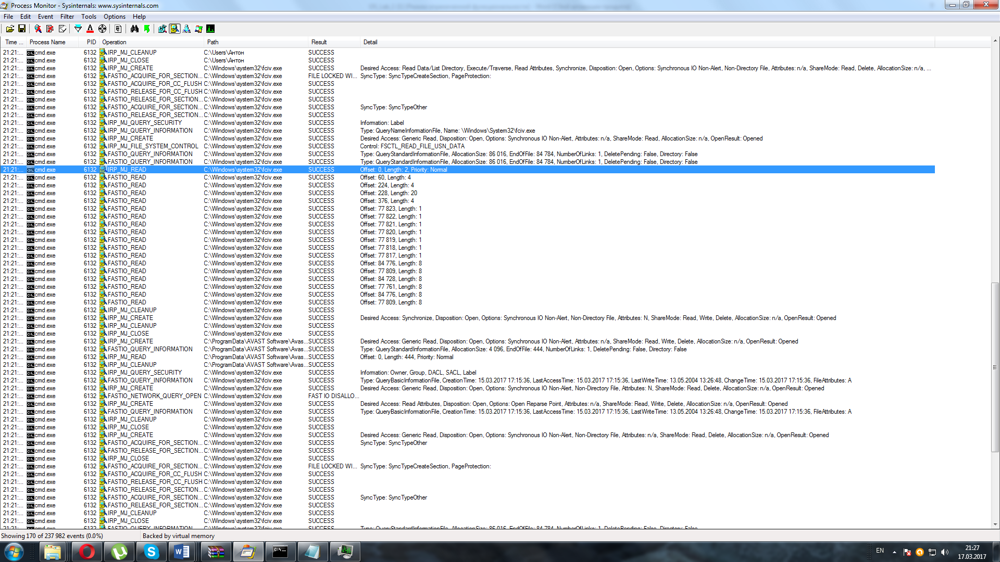 Process Monitor - Sysinternals: www.sysinternals.com
File Edit Event Filter Tools Options Help
Time ... Process Name PID Operation Path Result Detail
21:21:... cmd.exe 6132 IRP_MJ_CLEANUP C:\Users\Антон SUCCESS
21:21:... cmd.exe 6132 IRP_MJ_CLOSE C:\Users\Антон SUCCESS
21:21:... cmd.exe 6132 IRP_MJ_CREATE C:\Windows\system32\fciv.exe SUCCESS Desired Access: Read Data/List Directory, Execute/Traverse, Read Attributes, Synchronize, Disposition: Open, Options: Synchronous IO Non-Alert, Non-Directory File, Attributes: n/a, ShareMode: Read, Delete, AllocationSize: n/a, ...
21:21:... cmd.exe 6132 FASTIO_ACQUIRE_FOR_SECTION... C:\Windows\system32\fciv.exe FILE LOCKED WI... SyncType: SyncTypeCreateSection, PageProtection:
21:21:... cmd.exe 6132 FASTIO_ACQUIRE_FOR_CC_FLUSH C:\Windows\system32\fciv.exe SUCCESS
21:21:... cmd.exe 6132 FASTIO_RELEASE_FOR_CC_FLUSH C:\Windows\system32\fciv.exe SUCCESS
21:21:... cmd.exe 6132 FASTIO_RELEASE_FOR_SECTION... C:\Windows\system32\fciv.exe SUCCESS
21:21:... cmd.exe 6132 FASTIO_ACQUIRE_FOR_SECTION... C:\Windows\system32\fciv.exe SUCCESS SyncType: SyncTypeOther
21:21:... cmd.exe 6132 FASTIO_RELEASE_FOR_SECTION... C:\Windows\system32\fciv.exe SUCCESS
21:21:... cmd.exe 6132 IRP_MJ_QUERY_SECURITY C:\Windows\system32\fciv.exe SUCCESS Information: Label
21:21:... cmd.exe 6132 IRP_MJ_QUERY_INFORMATION C:\Windows\system32\fciv.exe SUCCESS Type: QueryNameInformationFile, Name: \Windows\System32\fciv.exe
21:21:... cmd.exe 6132 IRP_MJ_CREATE C:\Windows\system32\fciv.exe SUCCESS Desired Access: Generic Read, Disposition: Open, Options: Synchronous IO Non-Alert, Attributes: n/a, ShareMode: Read, AllocationSize: n/a, OpenResult: Opened
21:21:... cmd.exe 6132 IRP_MJ_FILE_SYSTEM_CONTROL C:\Windows\system32\fciv.exe SUCCESS Control: FSCTL_READ_FILE_USN_DATA
21:21:... cmd.exe 6132 FASTIO_QUERY_INFORMATION C:\Windows\system32\fciv.exe SUCCESS Type: QueryStandardInformationFile, AllocationSize: 86 016, EndOfFile: 84 784, NumberOfLinks: 1, DeletePending: False, Directory: False
21:21:... cmd.exe 6132 FASTIO_QUERY_INFORMATION C:\Windows\system32\fciv.exe SUCCESS Type: QueryStandardInformationFile, AllocationSize: 86 016, EndOfFile: 84 784, NumberOfLinks: 1, DeletePending: False, Directory: False
21:21:... cmd.exe 6132 IRP_MJ_READ C:\Windows\system32\fciv.exe SUCCESS Offset: 0, Length: 2, Priority: Normal
21:21:... cmd.exe 6132 FASTIO_READ C:\Windows\system32\fciv.exe SUCCESS Offset: 60, Length: 4
21:21:... cmd.exe 6132 FASTIO_READ C:\Windows\system32\fciv.exe SUCCESS Offset: 224, Length: 4
21:21:... cmd.exe 6132 FASTIO_READ C:\Windows\system32\fciv.exe SUCCESS Offset: 228, Length: 20
21:21:... cmd.exe 6132 FASTIO_READ C:\Windows\system32\fciv.exe SUCCESS Offset: 376, Length: 4
21:21:... cmd.exe 6132 FASTIO_READ C:\Windows\system32\fciv.exe SUCCESS Offset: 77 823, Length: 1
21:21:... cmd.exe 6132 FASTIO_READ C:\Windows\system32\fciv.exe SUCCESS Offset: 77 822, Length: 1
21:21:... cmd.exe 6132 FASTIO_READ C:\Windows\system32\fciv.exe SUCCESS Offset: 77 821, Length: 1
21:21:... cmd.exe 6132 FASTIO_READ C:\Windows\system32\fciv.exe SUCCESS Offset: 77 820, Length: 1
21:21:... cmd.exe 6132 FASTIO_READ C:\Windows\system32\fciv.exe SUCCESS Offset: 77 819, Length: 1
21:21:... cmd.exe 6132 FASTIO_READ C:\Windows\system32\fciv.exe SUCCESS Offset: 77 818, Length: 1
21:21:... cmd.exe 6132 FASTIO_READ C:\Windows\system32\fciv.exe SUCCESS Offset: 77 817, Length: 1
21:21:... cmd.exe 6132 FASTIO_READ C:\Windows\system32\fciv.exe SUCCESS Offset: 84 776, Length: 8
21:21:... cmd.exe 6132 FASTIO_READ C:\Windows\system32\fciv.exe SUCCESS Offset: 77 809, Length: 8
21:21:... cmd.exe 6132 FASTIO_READ C:\Windows\system32\fciv.exe SUCCESS Offset: 84 728, Length: 8
21:21:... cmd.exe 6132 FASTIO_READ C:\Windows\system32\fciv.exe SUCCESS Offset: 77 761, Length: 8
21:21:... cmd.exe 6132 FASTIO_READ C:\Windows\system32\fciv.exe SUCCESS Offset: 84 776, Length: 8
21:21:... cmd.exe 6132 FASTIO_READ C:\Windows\system32\fciv.exe SUCCESS Offset: 77 809, Length: 8
21:21:... cmd.exe 6132 IRP_MJ_CLEANUP C:\Windows\system32\fciv.exe SUCCESS
21:21:... cmd.exe 6132 IRP_MJ_CREATE C:\Windows\system32\fciv.exe SUCCESS Desired Access: Synchronize, Disposition: Open, Options: Synchronous IO Non-Alert, Non-Directory File, Attributes: N, ShareMode: Read, Write, Delete, AllocationSize: n/a, OpenResult: Opened
21:21:... cmd.exe 6132 IRP_MJ_CLEANUP C:\Windows\system32\fciv.exe SUCCESS
21:21:... cmd.exe 6132 IRP_MJ_CLOSE C:\Windows\system32\fciv.exe SUCCESS
21:21:... cmd.exe 6132 IRP_MJ_CREATE C:\ProgramData\AVAST Software\Avas... SUCCESS Desired Access: Generic Read, Disposition: Open, Options: Synchronous IO Non-Alert, Attributes: n/a, ShareMode: Read, Write, Delete, AllocationSize: n/a, OpenResult: Opened
21:21:... cmd.exe 6132 FASTIO_QUERY_INFORMATION C:\ProgramData\AVAST Software\Avas... SUCCESS Type: QueryStandardInformationFile, AllocationSize: 4 096, EndOfFile: 444, NumberOfLinks: 1, DeletePending: False, Directory: False
21:21:... cmd.exe 6132 IRP_MJ_READ C:\ProgramData\AVAST Software\Avas... SUCCESS Offset: 0, Length: 444, Priority: Normal
21:21:... cmd.exe 6132 IRP_MJ_CLEANUP C:\ProgramData\AVAST Software\Avas... SUCCESS
21:21:... cmd.exe 6132 IRP_MJ_QUERY_SECURITY C:\Windows\system32\fciv.exe SUCCESS Information: Owner, Group, DACL, SACL, Label
21:21:... cmd.exe 6132 FASTIO_QUERY_INFORMATION C:\Windows\system32\fciv.exe SUCCESS Type: QueryBasicInformationFile, CreationTime: 15.03.2017 17:15:36, LastAccessTime: 15.03.2017 17:15:36, LastWriteTime: 13.05.2004 13:26:48, ChangeTime: 15.03.2017 17:15:36, FileAttributes: A
21:21:... cmd.exe 6132 IRP_MJ_CREATE C:\Windows\system32\fciv.exe SUCCESS Desired Access: Generic Read, Disposition: Open, Options: Synchronous IO Non-Alert, Non-Directory File, Attributes: N, ShareMode: Read, Delete, AllocationSize: n/a, OpenResult: Opened
21:21:... cmd.exe 6132 FASTIO_NETWORK_QUERY_OPEN C:\Windows\system32\fciv.exe FAST IO DISALLO...
21:21:... cmd.exe 6132 IRP_MJ_CREATE C:\Windows\system32\fciv.exe SUCCESS Desired Access: Read Attributes, Disposition: Open, Options: Open Reparse Point, Attributes: n/a, ShareMode: Read, Write, Delete, AllocationSize: n/a, OpenResult: Opened
21:21:... cmd.exe 6132 FASTIO_QUERY_INFORMATION C:\Windows\system32\fciv.exe SUCCESS Type: QueryBasicInformationFile, CreationTime: 15.03.2017 17:15:36, LastAccessTime: 15.03.2017 17:15:36, LastWriteTime: 13.05.2004 13:26:48, ChangeTime: 15.03.2017 17:15:36, FileAttributes: A
21:21:... cmd.exe 6132 IRP_MJ_CLEANUP C:\Windows\system32\fciv.exe SUCCESS
21:21:... cmd.exe 6132 IRP_MJ_CLOSE C:\Windows\system32\fciv.exe SUCCESS
21:21:... cmd.exe 6132 IRP_MJ_CREATE C:\Windows\system32\fciv.exe SUCCESS Desired Access: Generic Read, Disposition: Open, Options: Synchronous IO Non-Alert, Non-Directory File, Attributes: n/a, ShareMode: Read, Delete, AllocationSize: n/a, OpenResult: Opened
21:21:... cmd.exe 6132 FASTIO_ACQUIRE_FOR_SECTION... C:\Windows\system32\fciv.exe SUCCESS SyncType: SyncTypeOther
21:21:... cmd.exe 6132 FASTIO_RELEASE_FOR_SECTION... C:\Windows\system32\fciv.exe SUCCESS
21:21:... cmd.exe 6132 IRP_MJ_CLOSE C:\Windows\system32\fciv.exe SUCCESS
21:21:... cmd.exe 6132 FASTIO_ACQUIRE_FOR_SECTION... C:\Windows\system32\fciv.exe FILE LOCKED WI... SyncType: SyncTypeCreateSection, PageProtection:
21:21:... cmd.exe 6132 FASTIO_ACQUIRE_FOR_CC_FLUSH C:\Windows\system32\fciv.exe SUCCESS
21:21:... cmd.exe 6132 FASTIO_RELEASE_FOR_CC_FLUSH C:\Windows\system32\fciv.exe SUCCESS
21:21:... cmd.exe 6132 FASTIO_RELEASE_FOR_SECTION... C:\Windows\system32\fciv.exe SUCCESS
21:21:... cmd.exe 6132 FASTIO_ACQUIRE_FOR_SECTION... C:\Windows\system32\fciv.exe SUCCESS SyncType: SyncTypeOther
21:21:... cmd.exe 6132 FASTIO_RELEASE_FOR_SECTION... C:\Windows\system32\fciv.exe SUCCESS
21:21:... cmd.exe 6132 IRP_MJ_CLEANUP C:\Windows\system32\fciv.exe SUCCESS
21:21:... cmd.exe 6132 IRP_MJ_CLOSE C:\Windows\system32\fciv.exe SUCCESS
21:21:... cmd.exe 6132 FASTIO_QUERY_INFORMATION C:\Windows\system32\fciv.exe SUCCESS Type: QueryStandardInformationFile, AllocationSize: 86 016, EndOfFile: 84 784, NumberOfLinks: 1, DeletePending: False, Directory: False
Showing 170 of 237 982 events (0.0%) Backed by virtual memory
EN
21:27
17.03.2017